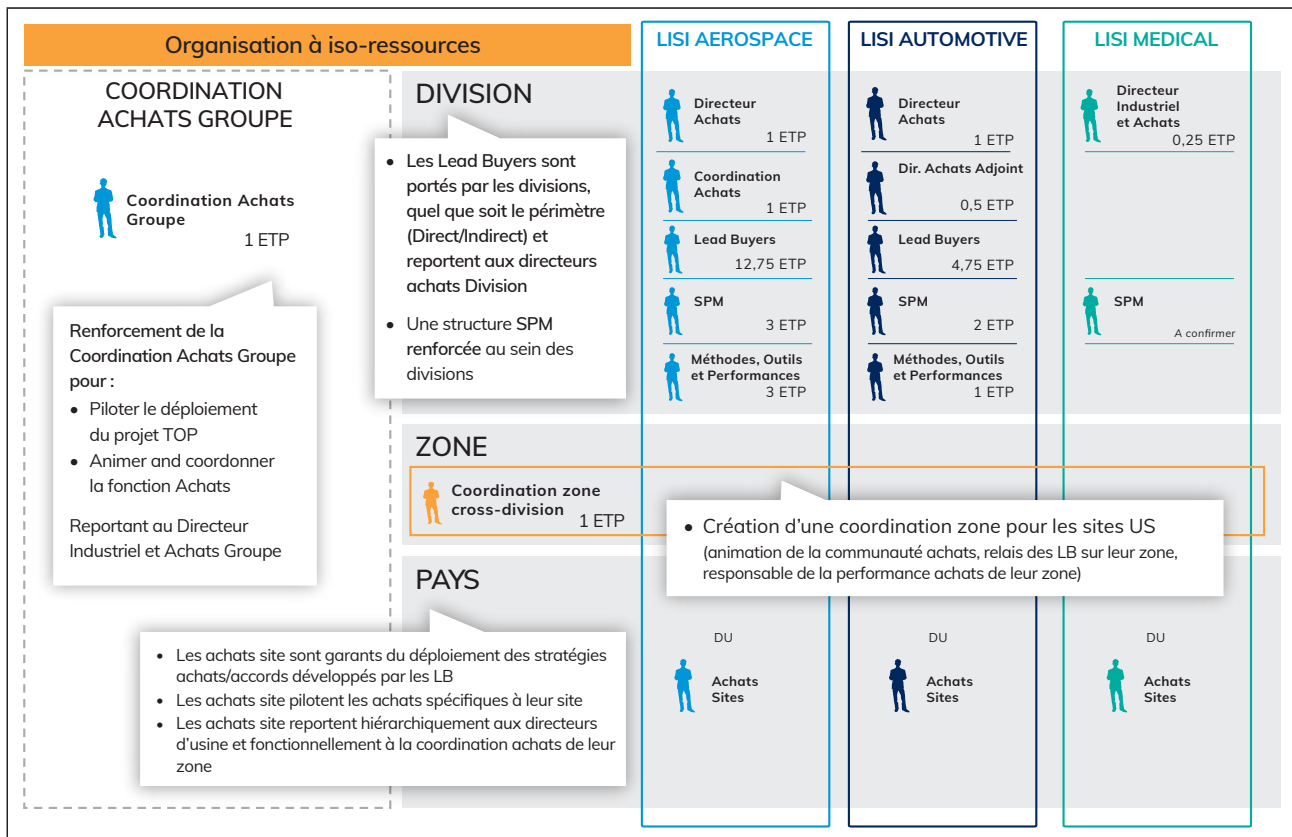 Organisation à iso-ressources
LISI AEROSPACE
LISI AUTOMOTIVE
LISI MEDICAL
COORDINATION
ACHATS GROUPE
Coordination Achats
Groupe
1 ETP
Renforcement de la
Coordination Achats Groupe
pour :
• Piloter le déploiement
du projet TOP
• Animer and coordonner
la fonction Achats
Reportant au Directeur
Industriel et Achats Groupe
DIVISION
• Les Lead Buyers sont
portés par les divisions,
quel que soit le périmètre
(Direct/Indirect) et
reportent aux directeurs
achats Division
• Une structure SPM
renforcée au sein des
divisions
Directeur
Achats
1 ETP
Coordination
Achats
1 ETP
Lead Buyers
12,75 ETP
SPM
3 ETP
Méthodes, Outils
et Performances
3 ETP
Directeur
Achats
1 ETP
Dir. Achats Adjoint
0,5 ETP
Lead Buyers
4,75 ETP
SPM
2 ETP
Méthodes, Outils
et Performances
1 ETP
Directeur
Industriel
et Achats
0,25 ETP
SPM
A confirmer
ZONE
Coordination zone
cross-division
1 ETP
• Création d’une coordination zone pour les sites US
(animation de la communauté achats, relais des LB sur leur zone,
responsable de la performance achats de leur zone)
PAYS
• Les achats site sont garants du déploiement des stratégies
achats/accords développés par les LB
• Les achats site pilotent les achats spécifiques à leur site
• Les achats site reportent hiérarchiquement aux directeurs
d’usine et fonctionnellement à la coordination achats de leur
zone
DU
Achats
Sites
DU
Achats
Sites
DU
Achats
Sites